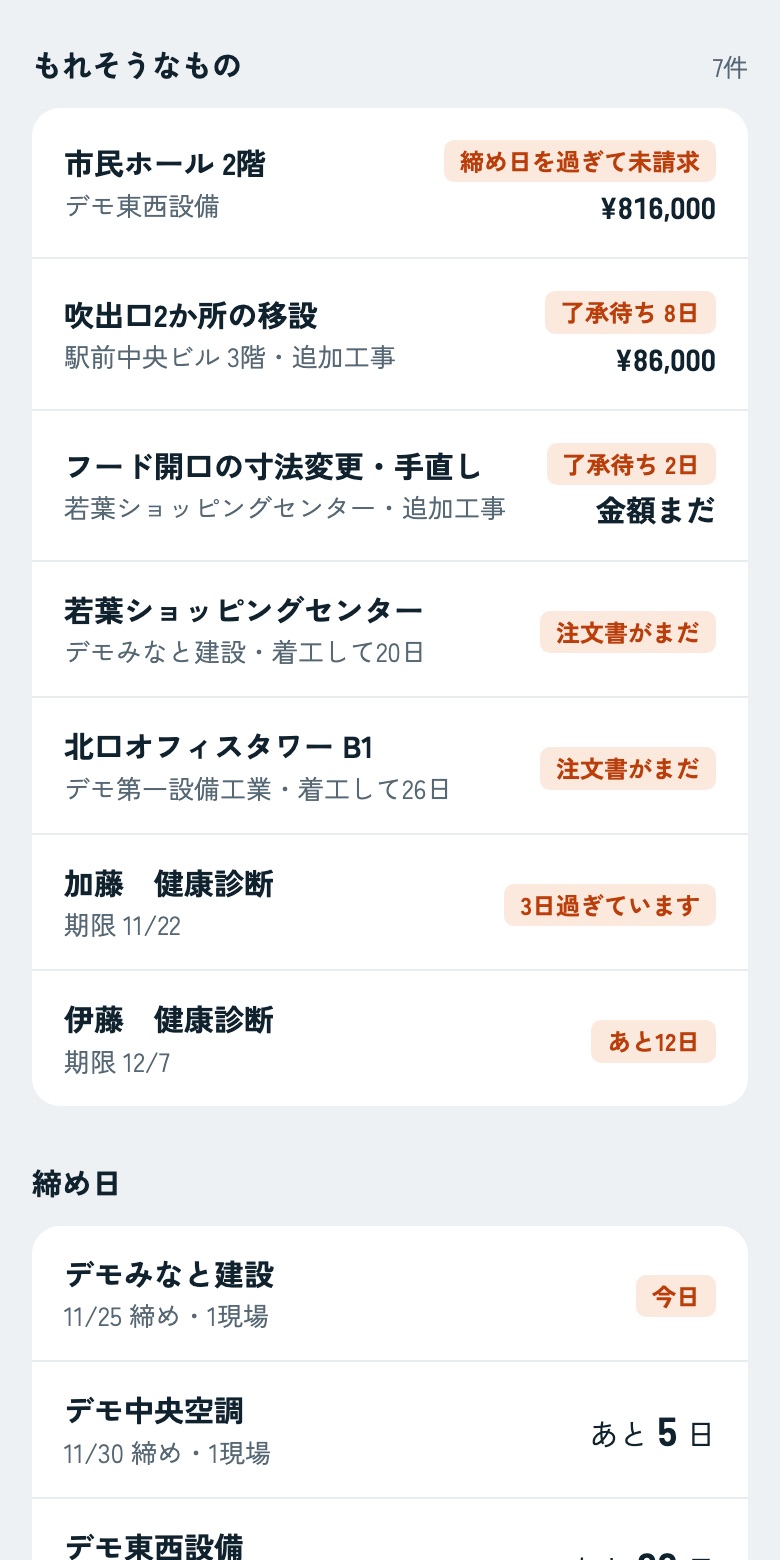 もれそうなもの 7件
市民ホール 2階 締め日を過ぎて未請求
デモ東西設備 ¥816,000
吹出口2か所の移設 了承待ち 8日
駅前中央ビル 3階・追加工事 ¥86,000
フード開口の寸法変更・手直し 了承待ち 2日
若葉ショッピングセンター・追加工事 金額まだ
若葉ショッピングセンター 注文書がまだ
デモみなと建設・着工して20日
北口オフィスタワー B1 注文書がまだ
デモ第一設備工業・着工して26日
加藤　健康診断 3日過ぎています
期限 11/22
伊藤　健康診断 あと12日
期限 12/7
締め日
デモみなと建設 今日
11/25 締め・1現場
デモ中央空調 あと 5 日
11/30 締め・1現場
デモ東西設備